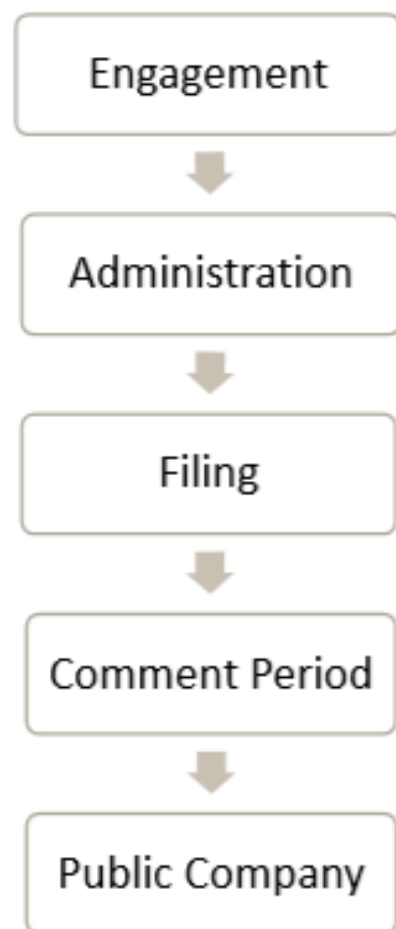 Engagement
Administration
Filing
Comment Period
Public Company